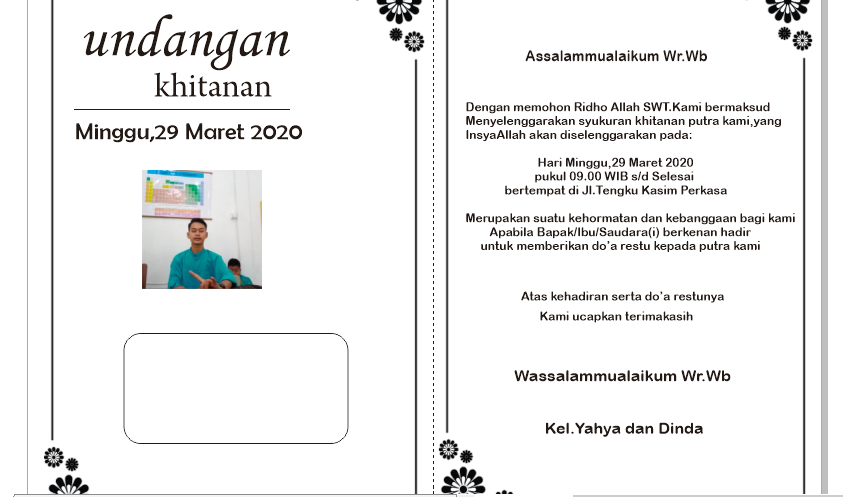 undangan
khitanan
Minggu,29 Maret 2020
Assalammualaikum Wr.Wb
Dengan memohon Ridho Allah SWT.Kami bermaksud
Menyelenggarakan syukuran khitanan putra kami,yang
InsyaAllah akan diselenggarakan pada:
Hari Minggu,29 Maret 2020
pukul 09.00 WIB s/d Selesai
bertempat di Jl.Tengku Kasim Perkasa
Merupakan suatu kehormatan dan kebanggaan bagi kami
Apabila Bapak/Ibu/Saudara(i) berkenan hadir
untuk memberikan do'a restu kepada putra kami
Atas kehadiran serta do'a restunya
Kami ucapkan terimakasih
Wassalammualaikum Wr.Wb
Kel.Yahya dan Dinda